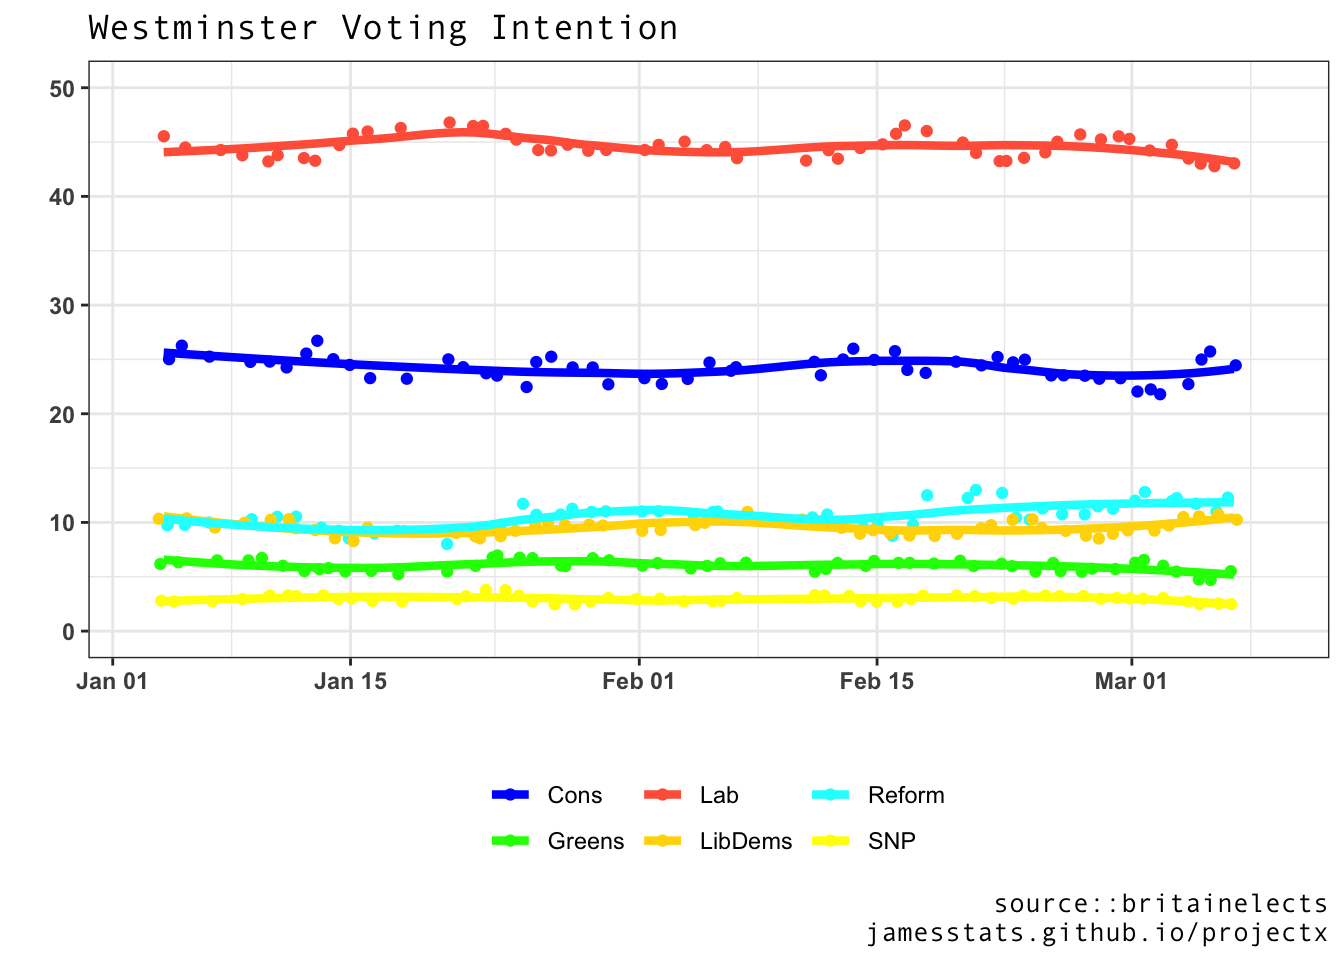 Westminster Voting Intention
50
40
30
20
10
0
Jan 01 Jan 15 Feb 01 Feb 15 Mar 01
Cons Lab Reform
Greens LibDems SNP
source::britainelects
jamesstats.github.io/projectx